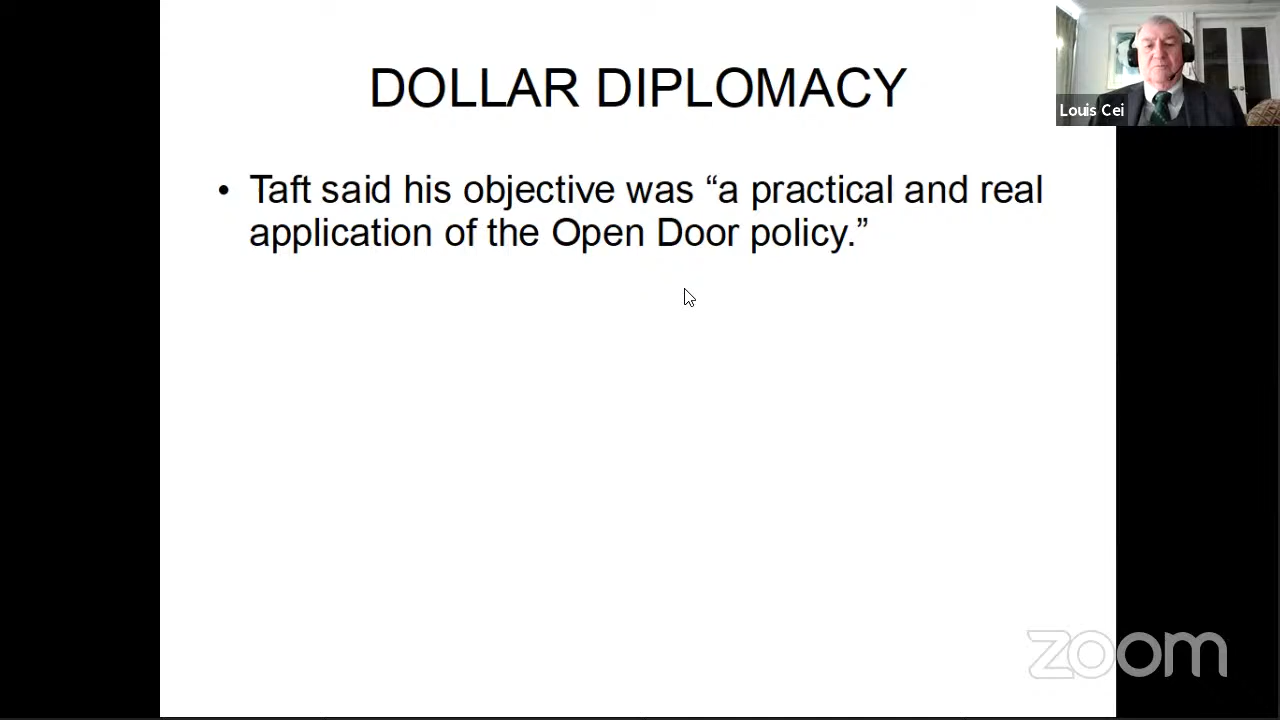 DOLLAR DIPLOMACY
Louis Cei
• Taft said his objective was “a practical and real
application of the Open Door policy.”
zoom